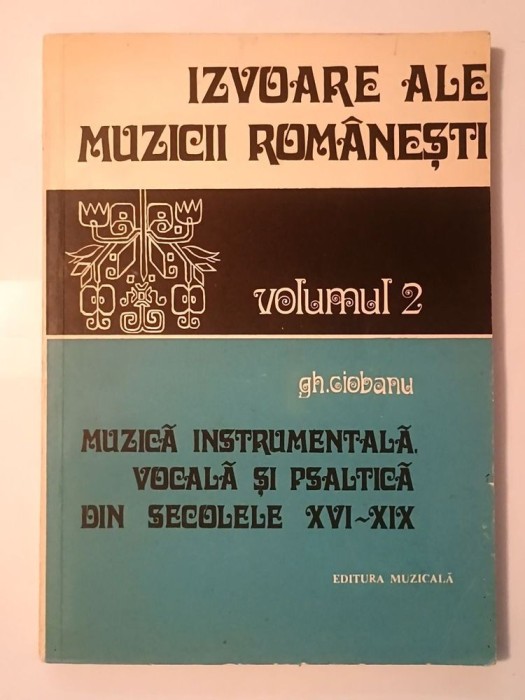 IZVOARE ALE
MUZICII ROMÂNEȘTI
volumul 2
gh.ciobanu
MUZICĂ INSTRUMENTALĂ,
VOCALĂ ȘI PSALTICĂ
DIN SECOLELE XVI~XIX
EDITURA MUZICALĂ